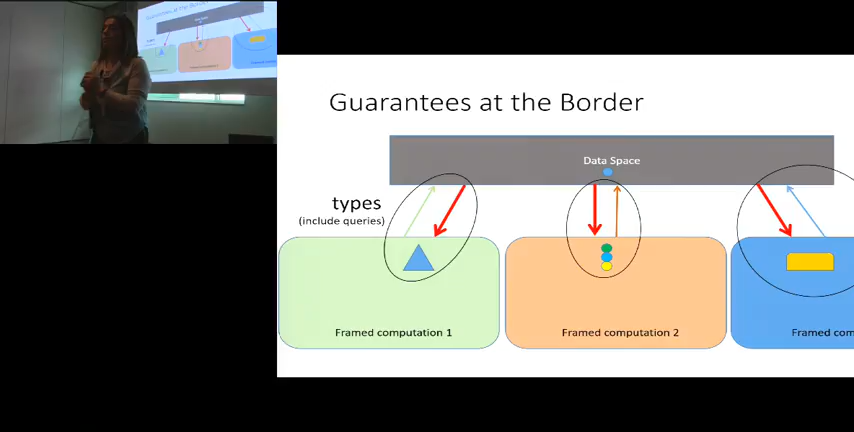 Guarantees at the Border
Data Space
types
(include queries)
Framed computation 1
Framed computation 2
Framed com